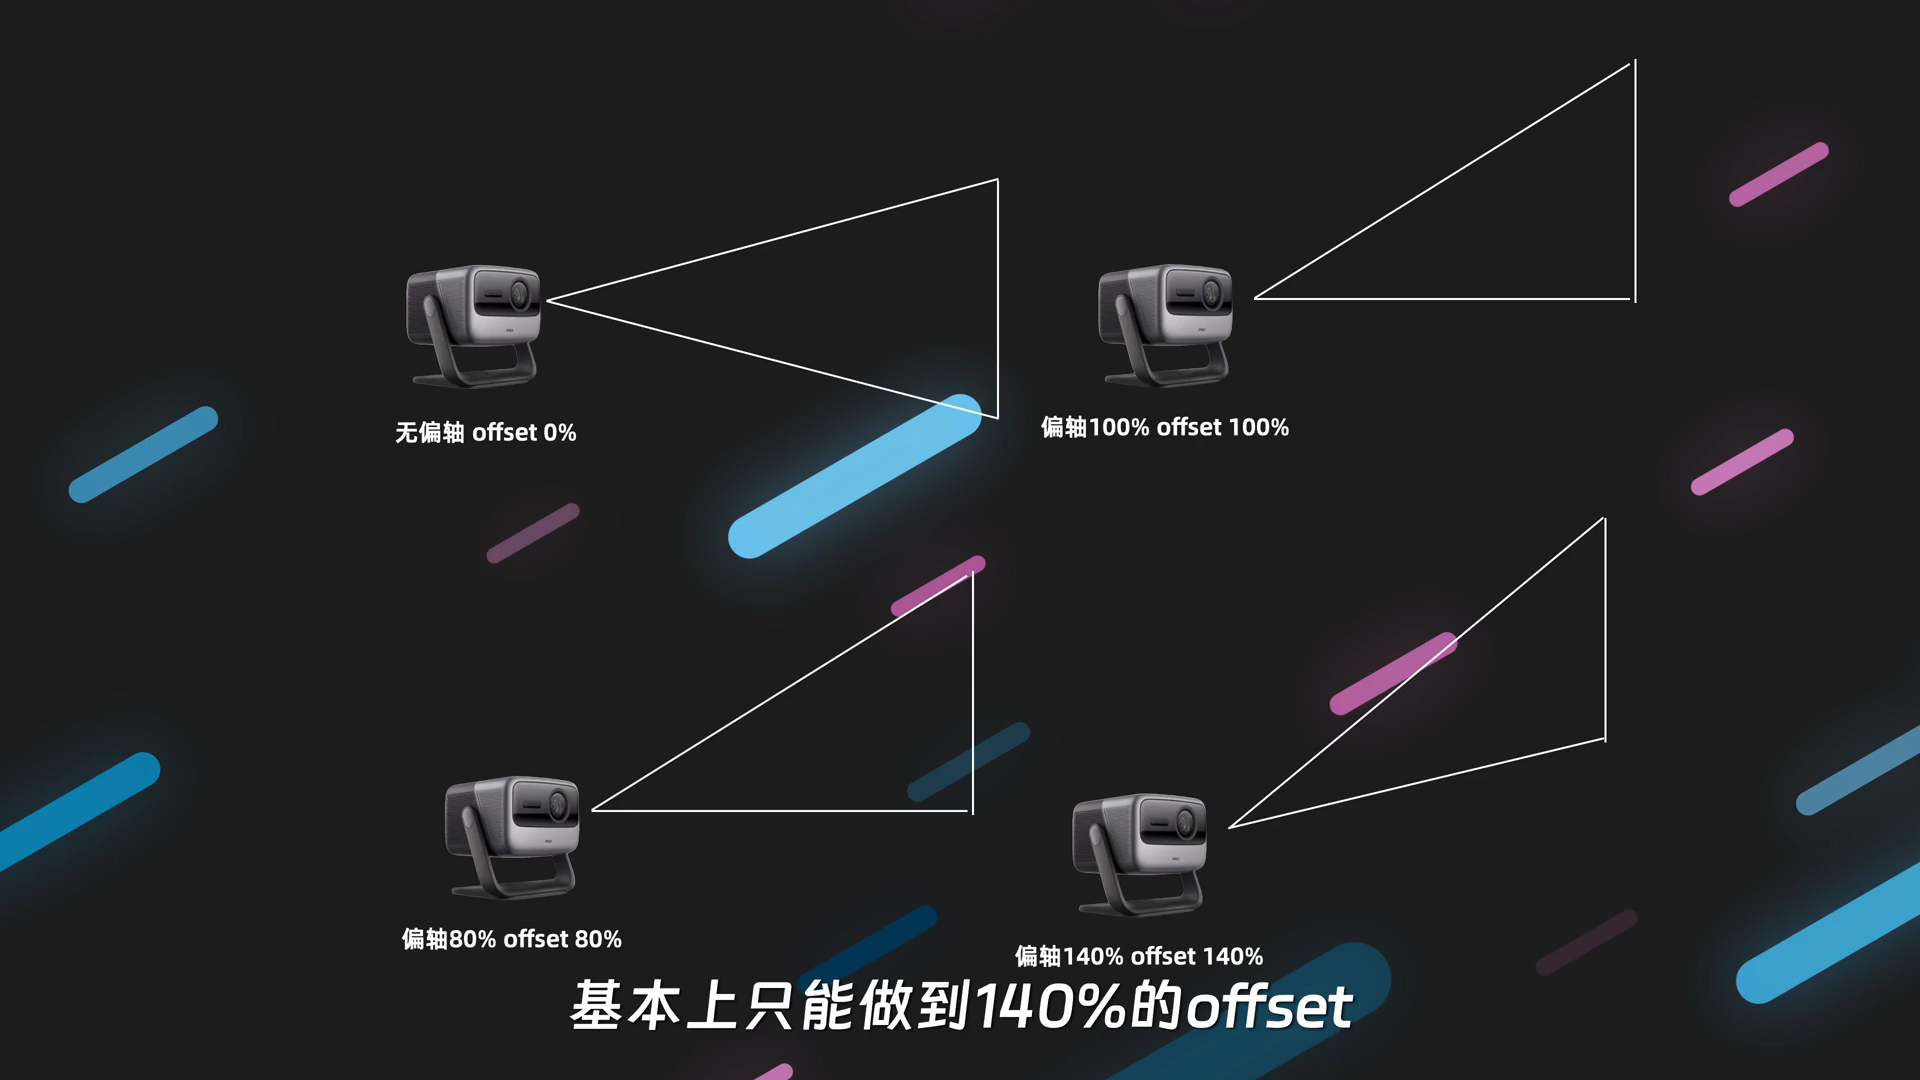 无偏轴 offset 0%
偏轴100% offset 100%
偏轴80% offset 80%
偏轴140% offset 140%
基本上只能做到140%的offset